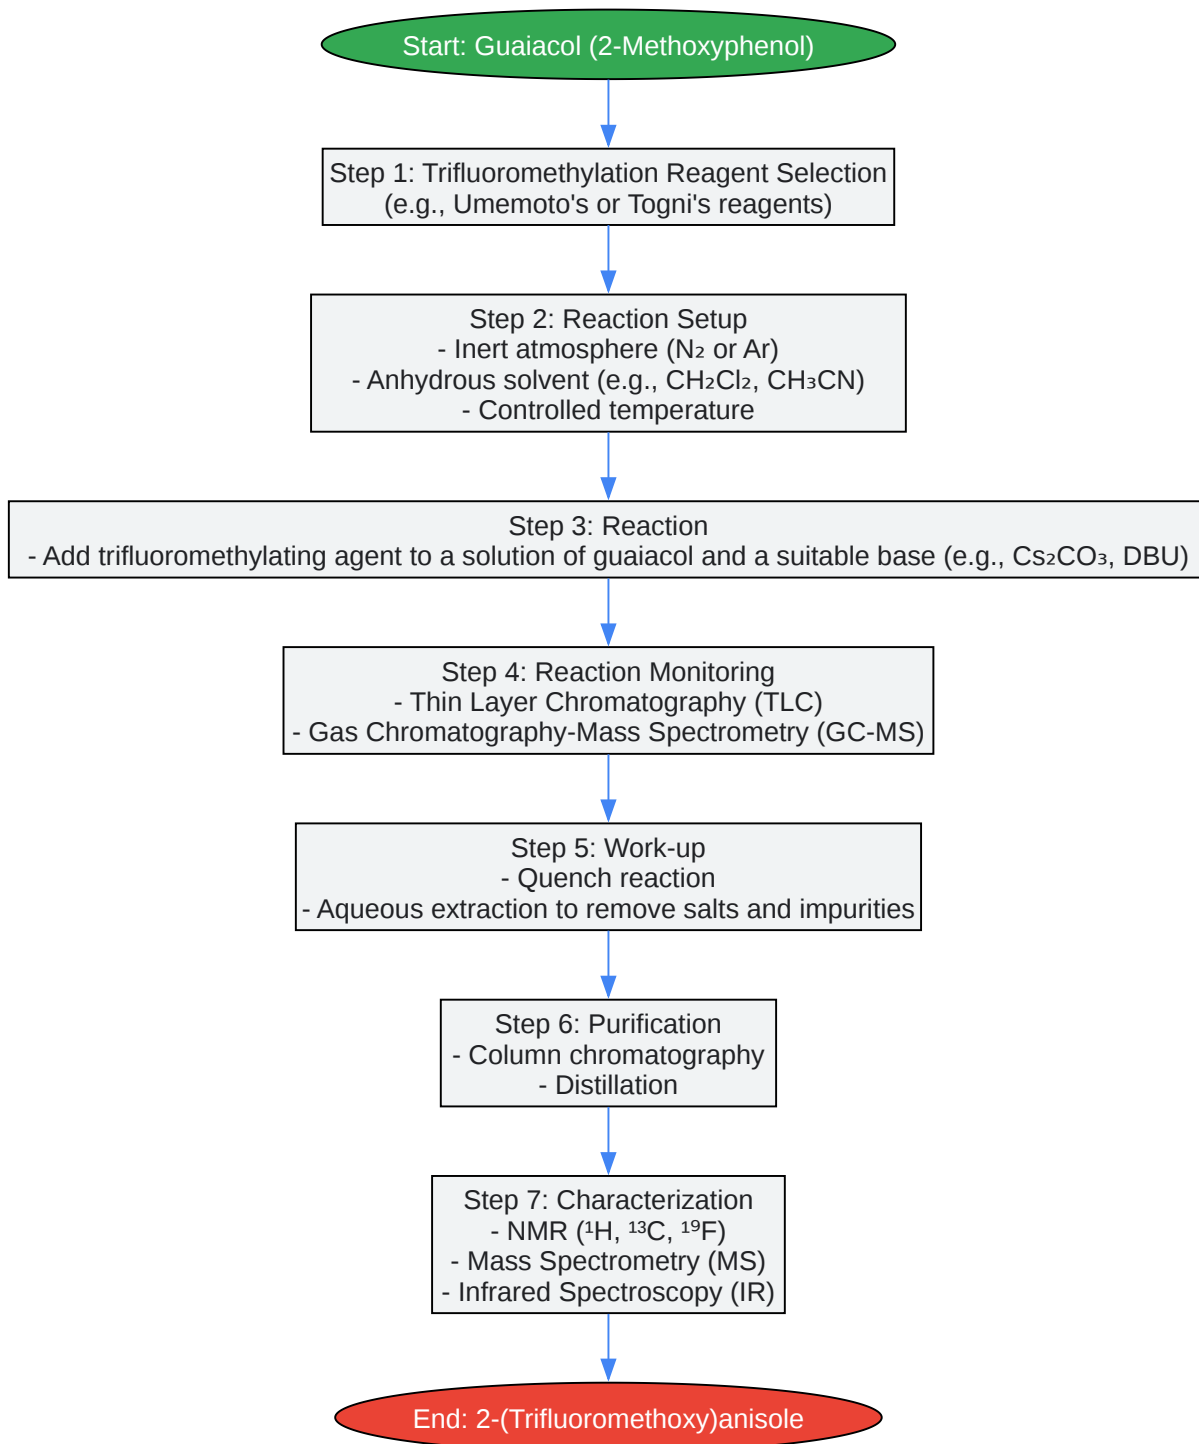 Start: Guaiacol (2-Methoxyphenol)
Step 1: Trifluoromethylation Reagent Selection
(e.g., Umemoto's or Togni's reagents)
Step 2: Reaction Setup
- Inert atmosphere (N₂ or Ar)
- Anhydrous solvent (e.g., CH₂Cl₂, CH₃CN)
- Controlled temperature
Step 3: Reaction
- Add trifluoromethylating agent to a solution of guaiacol and a suitable base (e.g., Cs₂CO₃, DBU)
Step 4: Reaction Monitoring
- Thin Layer Chromatography (TLC)
- Gas Chromatography-Mass Spectrometry (GC-MS)
Step 5: Work-up
- Quench reaction
- Aqueous extraction to remove salts and impurities
Step 6: Purification
- Column chromatography
- Distillation
Step 7: Characterization
- NMR (¹H, ¹³C, ¹⁹F)
- Mass Spectrometry (MS)
- Infrared Spectroscopy (IR)
End: 2-(Trifluoromethoxy)anisole